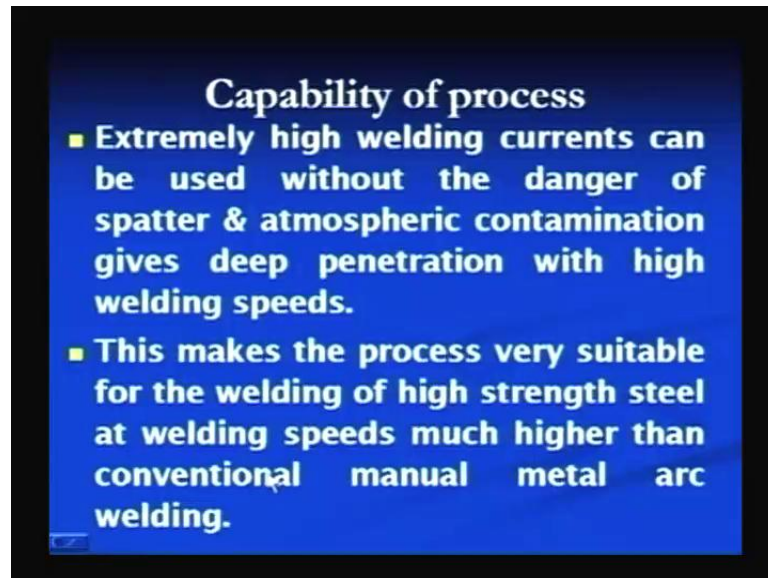 Capability of process
Extremely high welding currents can
be used without the danger of
spatter & atmospheric contamination
gives deep penetration with high
welding speeds.
This makes the process very suitable
for the welding of high strength steel
at welding speeds much higher than
conventional manual metal arc
welding.